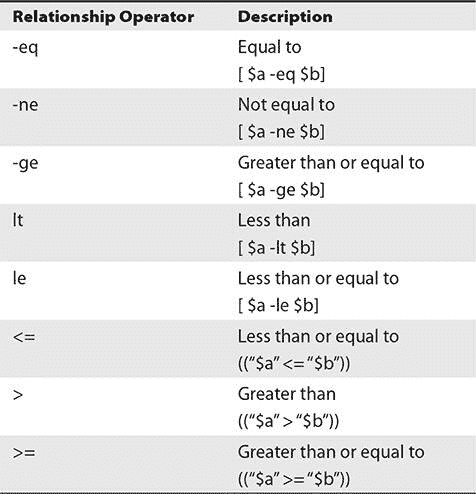 Relationship Operator Description
-eq Equal to
[ $a -eq $b]
-ne Not equal to
[ $a -ne $b]
-ge Greater than or equal to
[ $a -ge $b]
lt Less than
[ $a -lt $b]
le Less than or equal to
[ $a -le $b]
<= Less than or equal to
((“$a” <= “$b”))
> Greater than
((“$a” > “$b”))
>= Greater than or equal to
((“$a” >= “$b”))